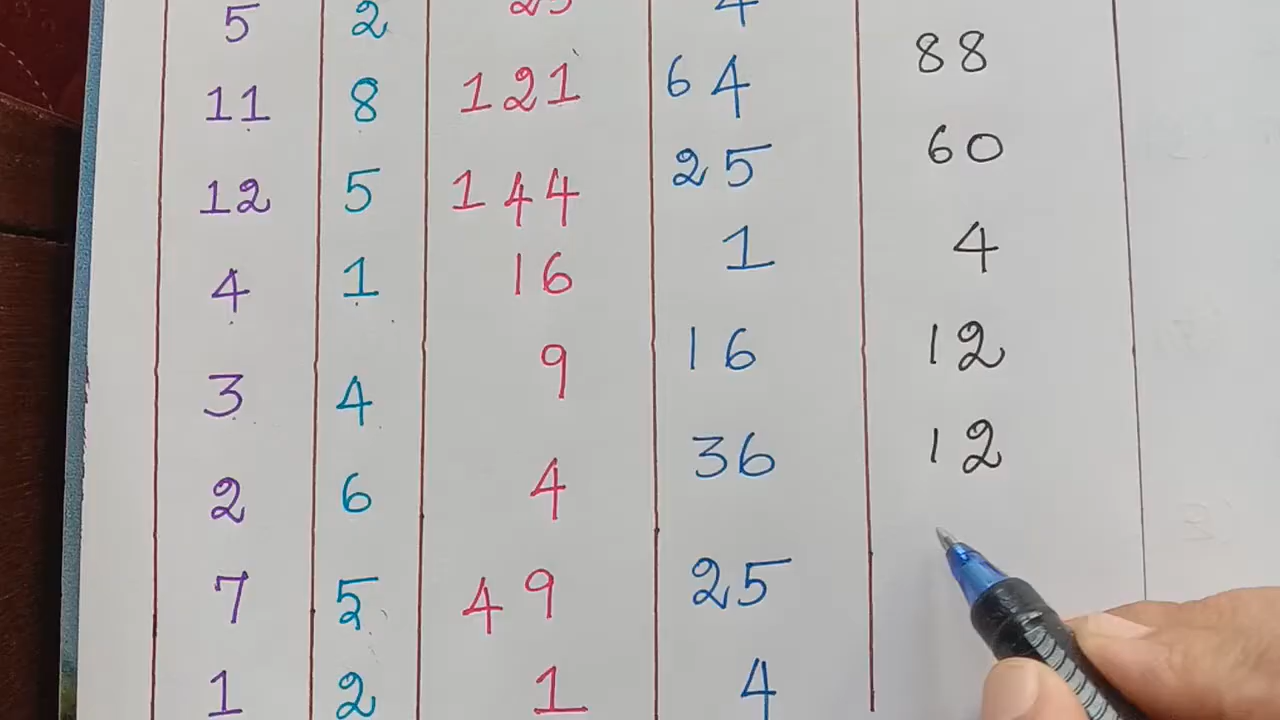 5 2 25 4
11 8 121 64 88
12 5 144 25 60
4 1 16 1 4
3 4 9 16 12
2 6 4 36 12
7 5 49 25
1 2 1 4